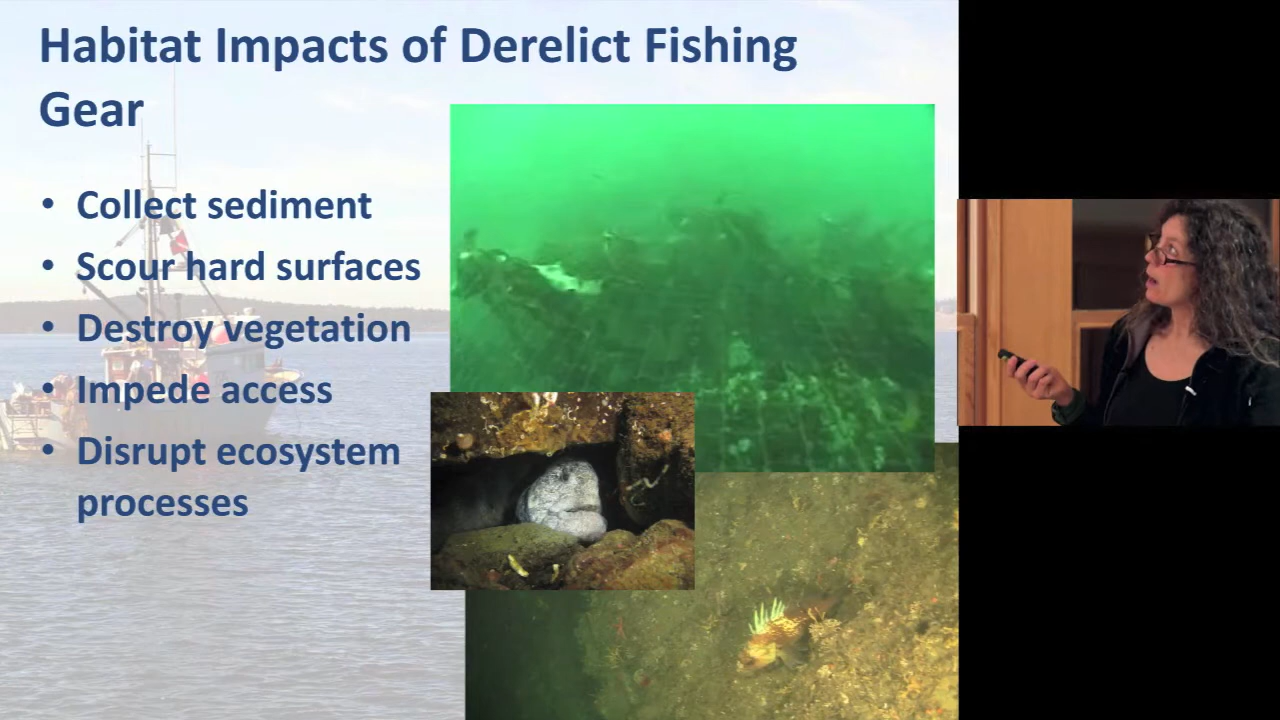 Habitat Impacts of Derelict Fishing
Gear
• Collect sediment
• Scour hard surfaces
• Destroy vegetation
• Impede access
• Disrupt ecosystem
processes